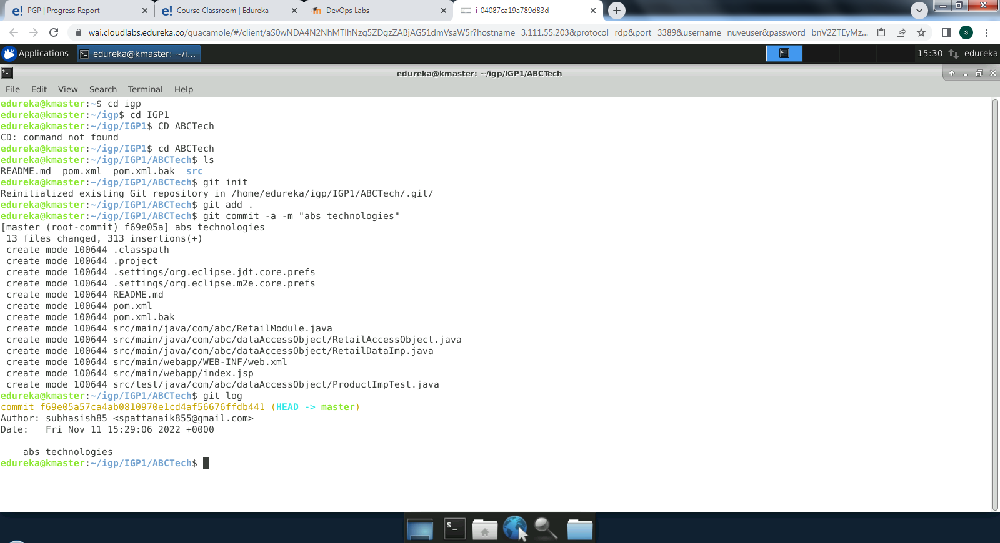 PGP | Progress Report
Course Classroom | Edureka
DevOps Labs
i-04087ca19a789d83d
wai.cloudlabs.edureka.co/guacamole/#/client/aS0wNDA4N2NhMTlhNzg5ZDgzZABjAG51dmVsaW5r?hostname=3.111.55.203&protocol=rdp&port=3389&username=nuveuser&password=bnV2ZTEyMz...
S
Applications
edureka@kmaster: ~/i...
15:30
edureka
edureka@kmaster: ~/igp/IGP1/ABCTech
File Edit View Search Terminal Help
edureka@kmaster:~$ cd igp
edureka@kmaster:~/igp$ cd IGP1
edureka@kmaster:~/igp/IGP1$ CD ABCTech
CD: command not found
edureka@kmaster:~/igp/IGP1$ cd ABCTech
edureka@kmaster:~/igp/IGP1/ABCTech$ ls
README.md  pom.xml  pom.xml.bak  src
edureka@kmaster:~/igp/IGP1/ABCTech$ git init
Reinitialized existing Git repository in /home/edureka/igp/IGP1/ABCTech/.git/
edureka@kmaster:~/igp/IGP1/ABCTech$ git add .
edureka@kmaster:~/igp/IGP1/ABCTech$ git commit -a -m "abs technologies"
[master (root-commit) f69e05a] abs technologies
 13 files changed, 313 insertions(+)
 create mode 100644 .classpath
 create mode 100644 .project
 create mode 100644 .settings/org.eclipse.jdt.core.prefs
 create mode 100644 .settings/org.eclipse.m2e.core.prefs
 create mode 100644 README.md
 create mode 100644 pom.xml
 create mode 100644 pom.xml.bak
 create mode 100644 src/main/java/com/abc/RetailModule.java
 create mode 100644 src/main/java/com/abc/dataAccessObject/RetailAccessObject.java
 create mode 100644 src/main/java/com/abc/dataAccessObject/RetailDataImp.java
 create mode 100644 src/main/webapp/WEB-INF/web.xml
 create mode 100644 src/main/webapp/index.jsp
 create mode 100644 src/test/java/com/abc/dataAccessObject/ProductImpTest.java
edureka@kmaster:~/igp/IGP1/ABCTech$ git log
commit f69e05a57ca4ab0810970e1cd4af56676ffdb441 (HEAD -> master)
Author: subhasish85 <spattanaik855@gmail.com>
Date:   Fri Nov 11 15:29:06 2022 +0000
    abs technologies
edureka@kmaster:~/igp/IGP1/ABCTech$